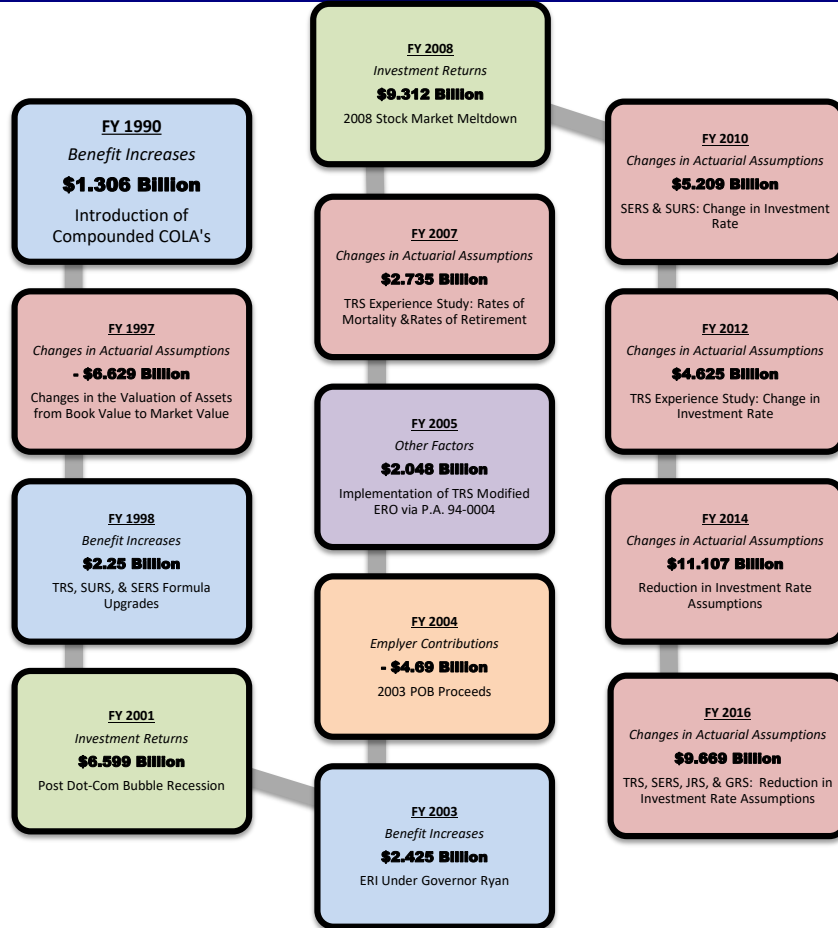 FY 1990
Benefit Increases
$1.306 Billion
Introduction of
Compounded COLA's
FY 1997
Changes in Actuarial Assumptions
- $6.629 Billion
Changes in the Valuation of Assets
from Book Value to Market Value
FY 1998
Benefit Increases
$2.25 Billion
TRS, SURS, & SERS Formula
Upgrades
FY 2001
Investment Returns
$6.599 Billion
Post Dot-Com Bubble Recession
FY 2003
Benefit Increases
$2.425 Billion
ERI Under Governor Ryan
FY 2004
Emplyer Contributions
- $4.69 Billion
2003 POB Proceeds
FY 2005
Other Factors
$2.048 Billion
Implementation of TRS Modified
ERO via P.A. 94-0004
FY 2007
Changes in Actuarial Assumptions
$2.735 Billion
TRS Experience Study: Rates of
Mortality &Rates of Retirement
FY 2008
Investment Returns
$9.312 Billion
2008 Stock Market Meltdown
FY 2010
Changes in Actuarial Assumptions
$5.209 Billion
SERS & SURS: Change in Investment
Rate
FY 2012
Changes in Actuarial Assumptions
$4.625 Billion
TRS Experience Study: Change in
Investment Rate
FY 2014
Changes in Actuarial Assumptions
$11.107 Billion
Reduction in Investment Rate
Assumptions
FY 2016
Changes in Actuarial Assumptions
$9.669 Billion
TRS, SERS, JRS, & GRS: Reduction in
Investment Rate Assumptions